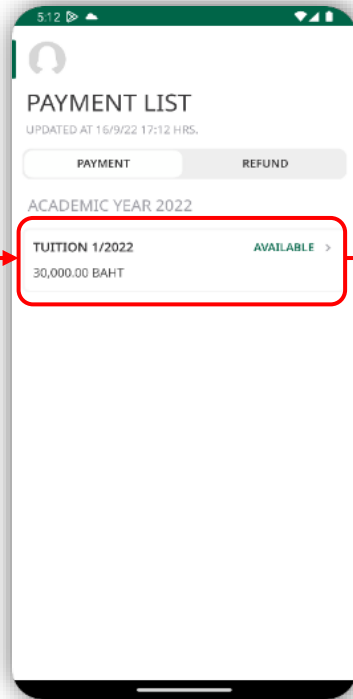 5:12
PAYMENT LIST
UPDATED AT 16/9/22 17:12 HRS.
PAYMENT REFUND
ACADEMIC YEAR 2022
TUITION 1/2022 AVAILABLE >
30,000.00 BAHT